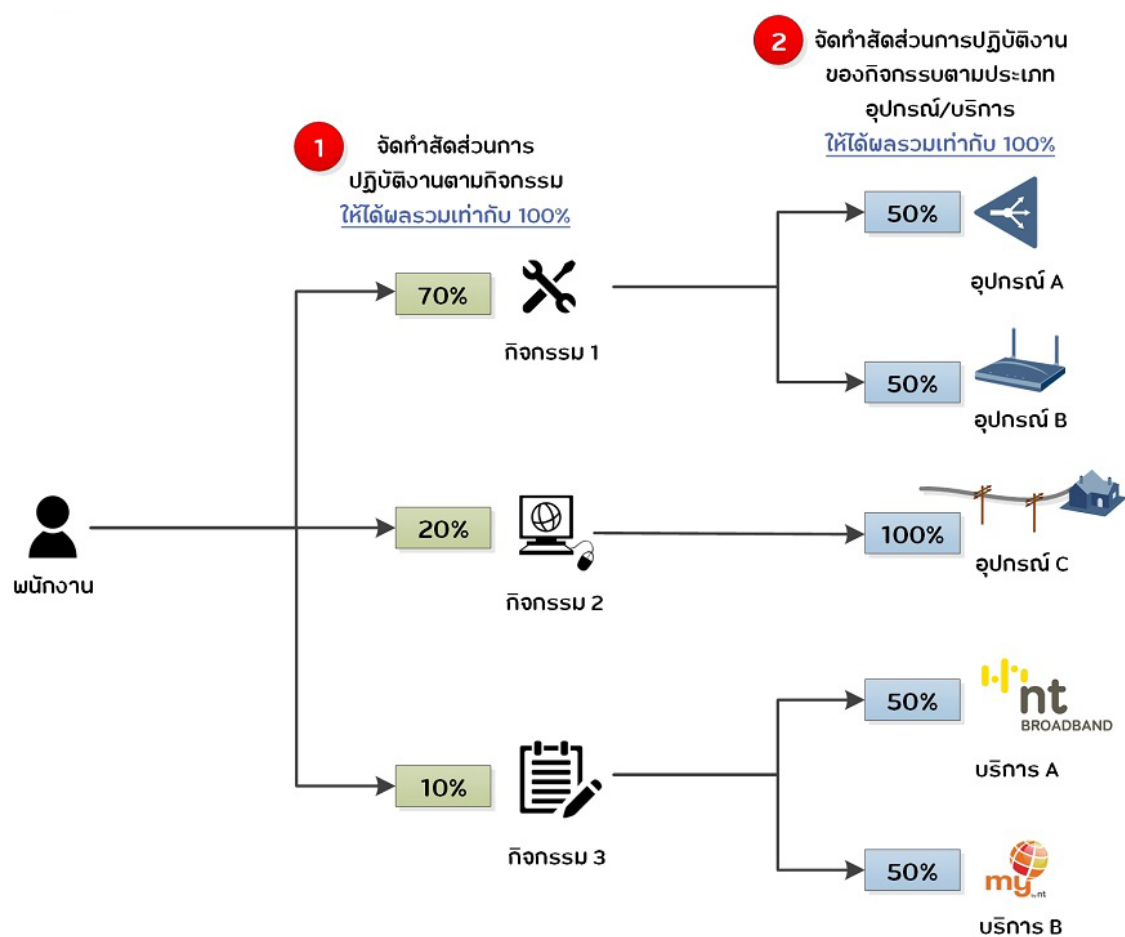 1
จัดทำสัดส่วนการ
ปฏิบัติงานตามกิจกรรม
ให้ได้ผลรวมเท่ากับ 100%
2
จัดทำสัดส่วนการปฏิบัติงาน
ของกิจกรรบตามประเภท
อุปกรณ์/บริการ
ให้ได้ผลรวมเท่ากับ 100%
พนักงาน
70%
กิจกรรม 1
50%
อุปกรณ์ A
50%
อุปกรณ์ B
20%
กิจกรรม 2
100%
อุปกรณ์ C
10%
กิจกรรม 3
50%
nt
BROADBAND
บริการ A
50%
my
by nt
บริการ B